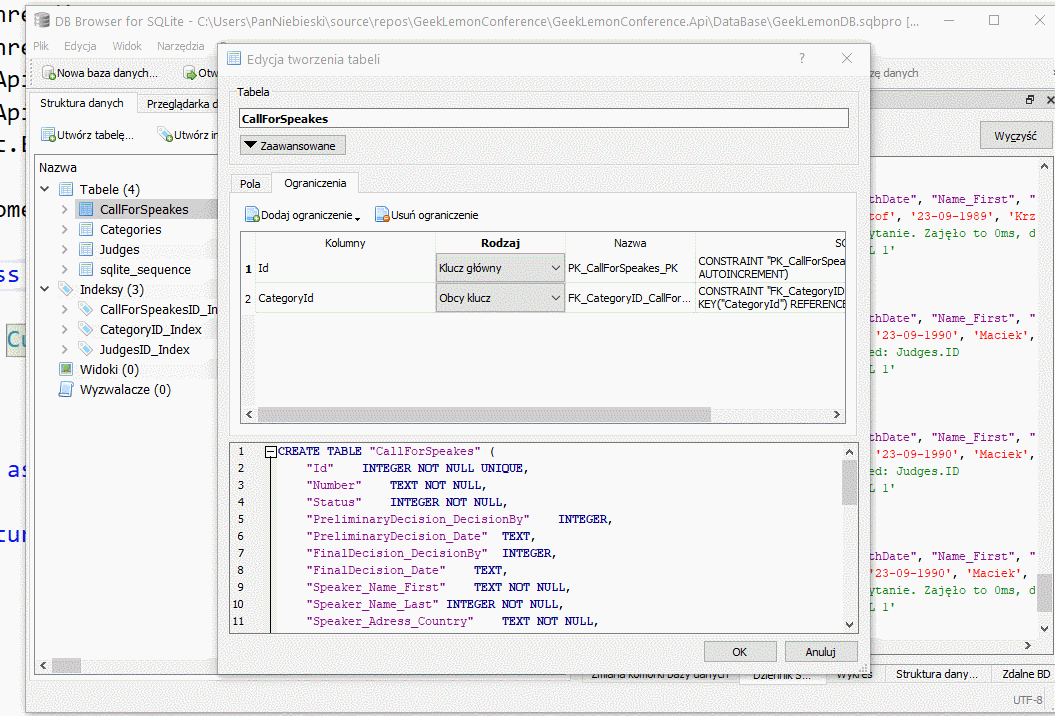 DB Browser for SQLite - C:\Users\PanNiebieski\source\repos\GeekLemonConference\GeekLemonConference.Api\DataBase\GeekLemonDB.sqbpro [...
Plik Edycja Widok Narzędzia
Nowa baza danych...
Struktura danych
Utwórz tabelę...
Nazwa
Tabele (4)
CallForSpeakes
Categories
Judges
sqlite_sequence
Indeksy (3)
CallForSpeakesID_In
CategoryID_Index
JudgesID_Index
Widoki (0)
Wyzwalacze (0)
Edycja tworzenia tabeli
Tabela
CallForSpeakes
Zaawansowane
Pola Ograniczenia
Dodaj ograniczenie Usuń ograniczenie
Kolumny Rodzaj Nazwa
1 Id Klucz główny PK_CallForSpeakes_PK CONSTRAINT "PK_CallForSpea
AUTOINCREMENT)
2 CategoryId Obcy klucz FK_CategoryID_CallFor... CONSTRAINT "FK_CategoryID
KEY("CategoryId") REFERENCE
1 CREATE TABLE "CallForSpeakes" (
2 "Id" INTEGER NOT NULL UNIQUE,
3 "Number" TEXT NOT NULL,
4 "Status" INTEGER NOT NULL,
5 "PreliminaryDecision_DecisionBy" INTEGER,
6 "PreliminaryDecision_Date" TEXT,
7 "FinalDecision_DecisionBy" INTEGER,
8 "FinalDecision_Date" TEXT,
9 "Speaker_Name_First" TEXT NOT NULL,
10 "Speaker_Name_Last" INTEGER NOT NULL,
11 "Speaker_Adress_Country" TEXT NOT NULL,
OK Anuluj
zę danych
Wyczyść
thDate", "Name_First", "
tof', '23-09-1989', 'Krz
ytanie. Zajęło to 0ms, d
L 1'
thDate", "Name_First", "
'23-09-1990', 'Maciek',
ed: Judges.ID
L 1'
thDate", "Name_First", "
'23-09-1990', 'Maciek',
ed: Judges.ID
L 1'
thDate", "Name_First", "
'23-09-1990', 'Maciek',
ytanie. Zajęło to 0ms, d
L 1'
Zmiana komórki bazy danych Dziennik S... Wykres Struktura dany... Zdalne BD
UTF-8